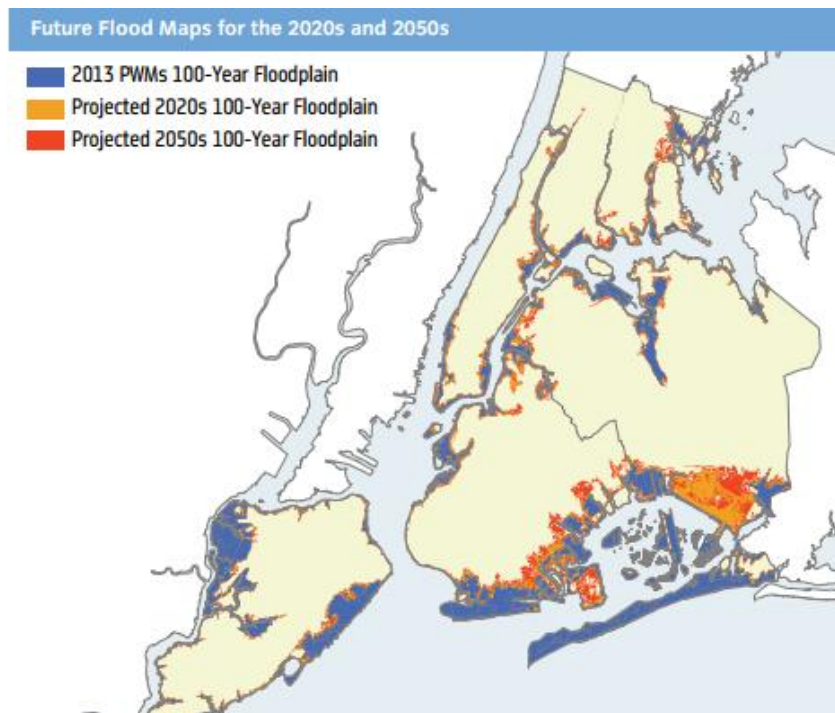 Future Flood Maps for the 2020s and 2050s
2013 PWMs 100-Year Floodplain
Projected 2020s 100-Year Floodplain
Projected 2050s 100-Year Floodplain